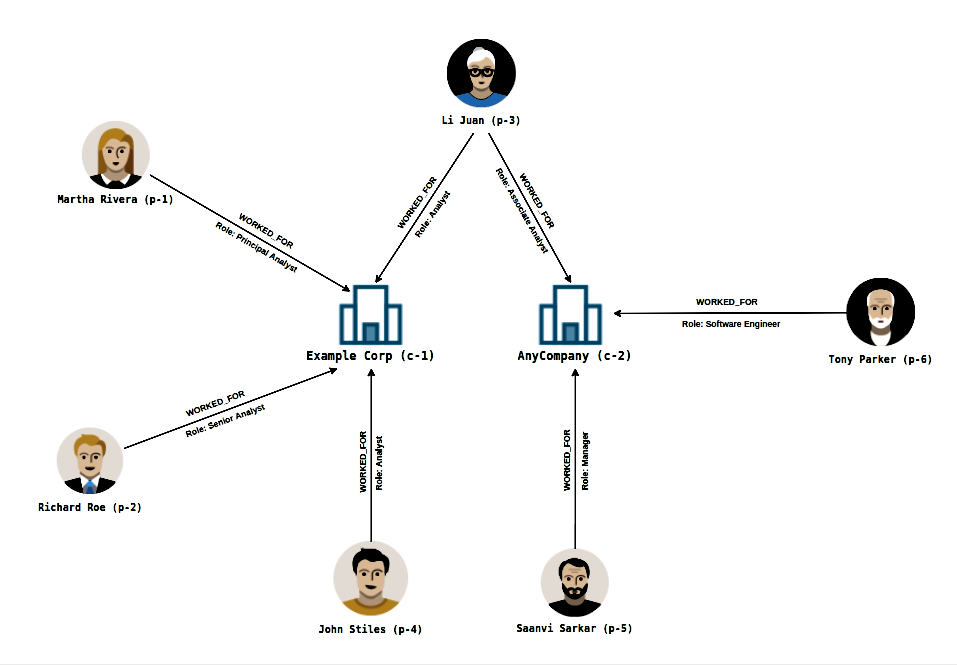 Li Juan (p-3)
Martha Rivera (p-1)
WORKED_FOR
Role: Principal Analyst
WORKED_FOR
Role: Analyst
WORKED_FOR
Role: Associate Analyst
WORKED_FOR
Role: Software Engineer
Example Corp (c-1)
AnyCompany (c-2)
Tony Parker (p-6)
WORKED_FOR
Role: Senior Analyst
WORKED_FOR
Role: Analyst
WORKED_FOR
Role: Manager
Richard Roe (p-2)
John Stiles (p-4)
Saanvi Sarkar (p-5)